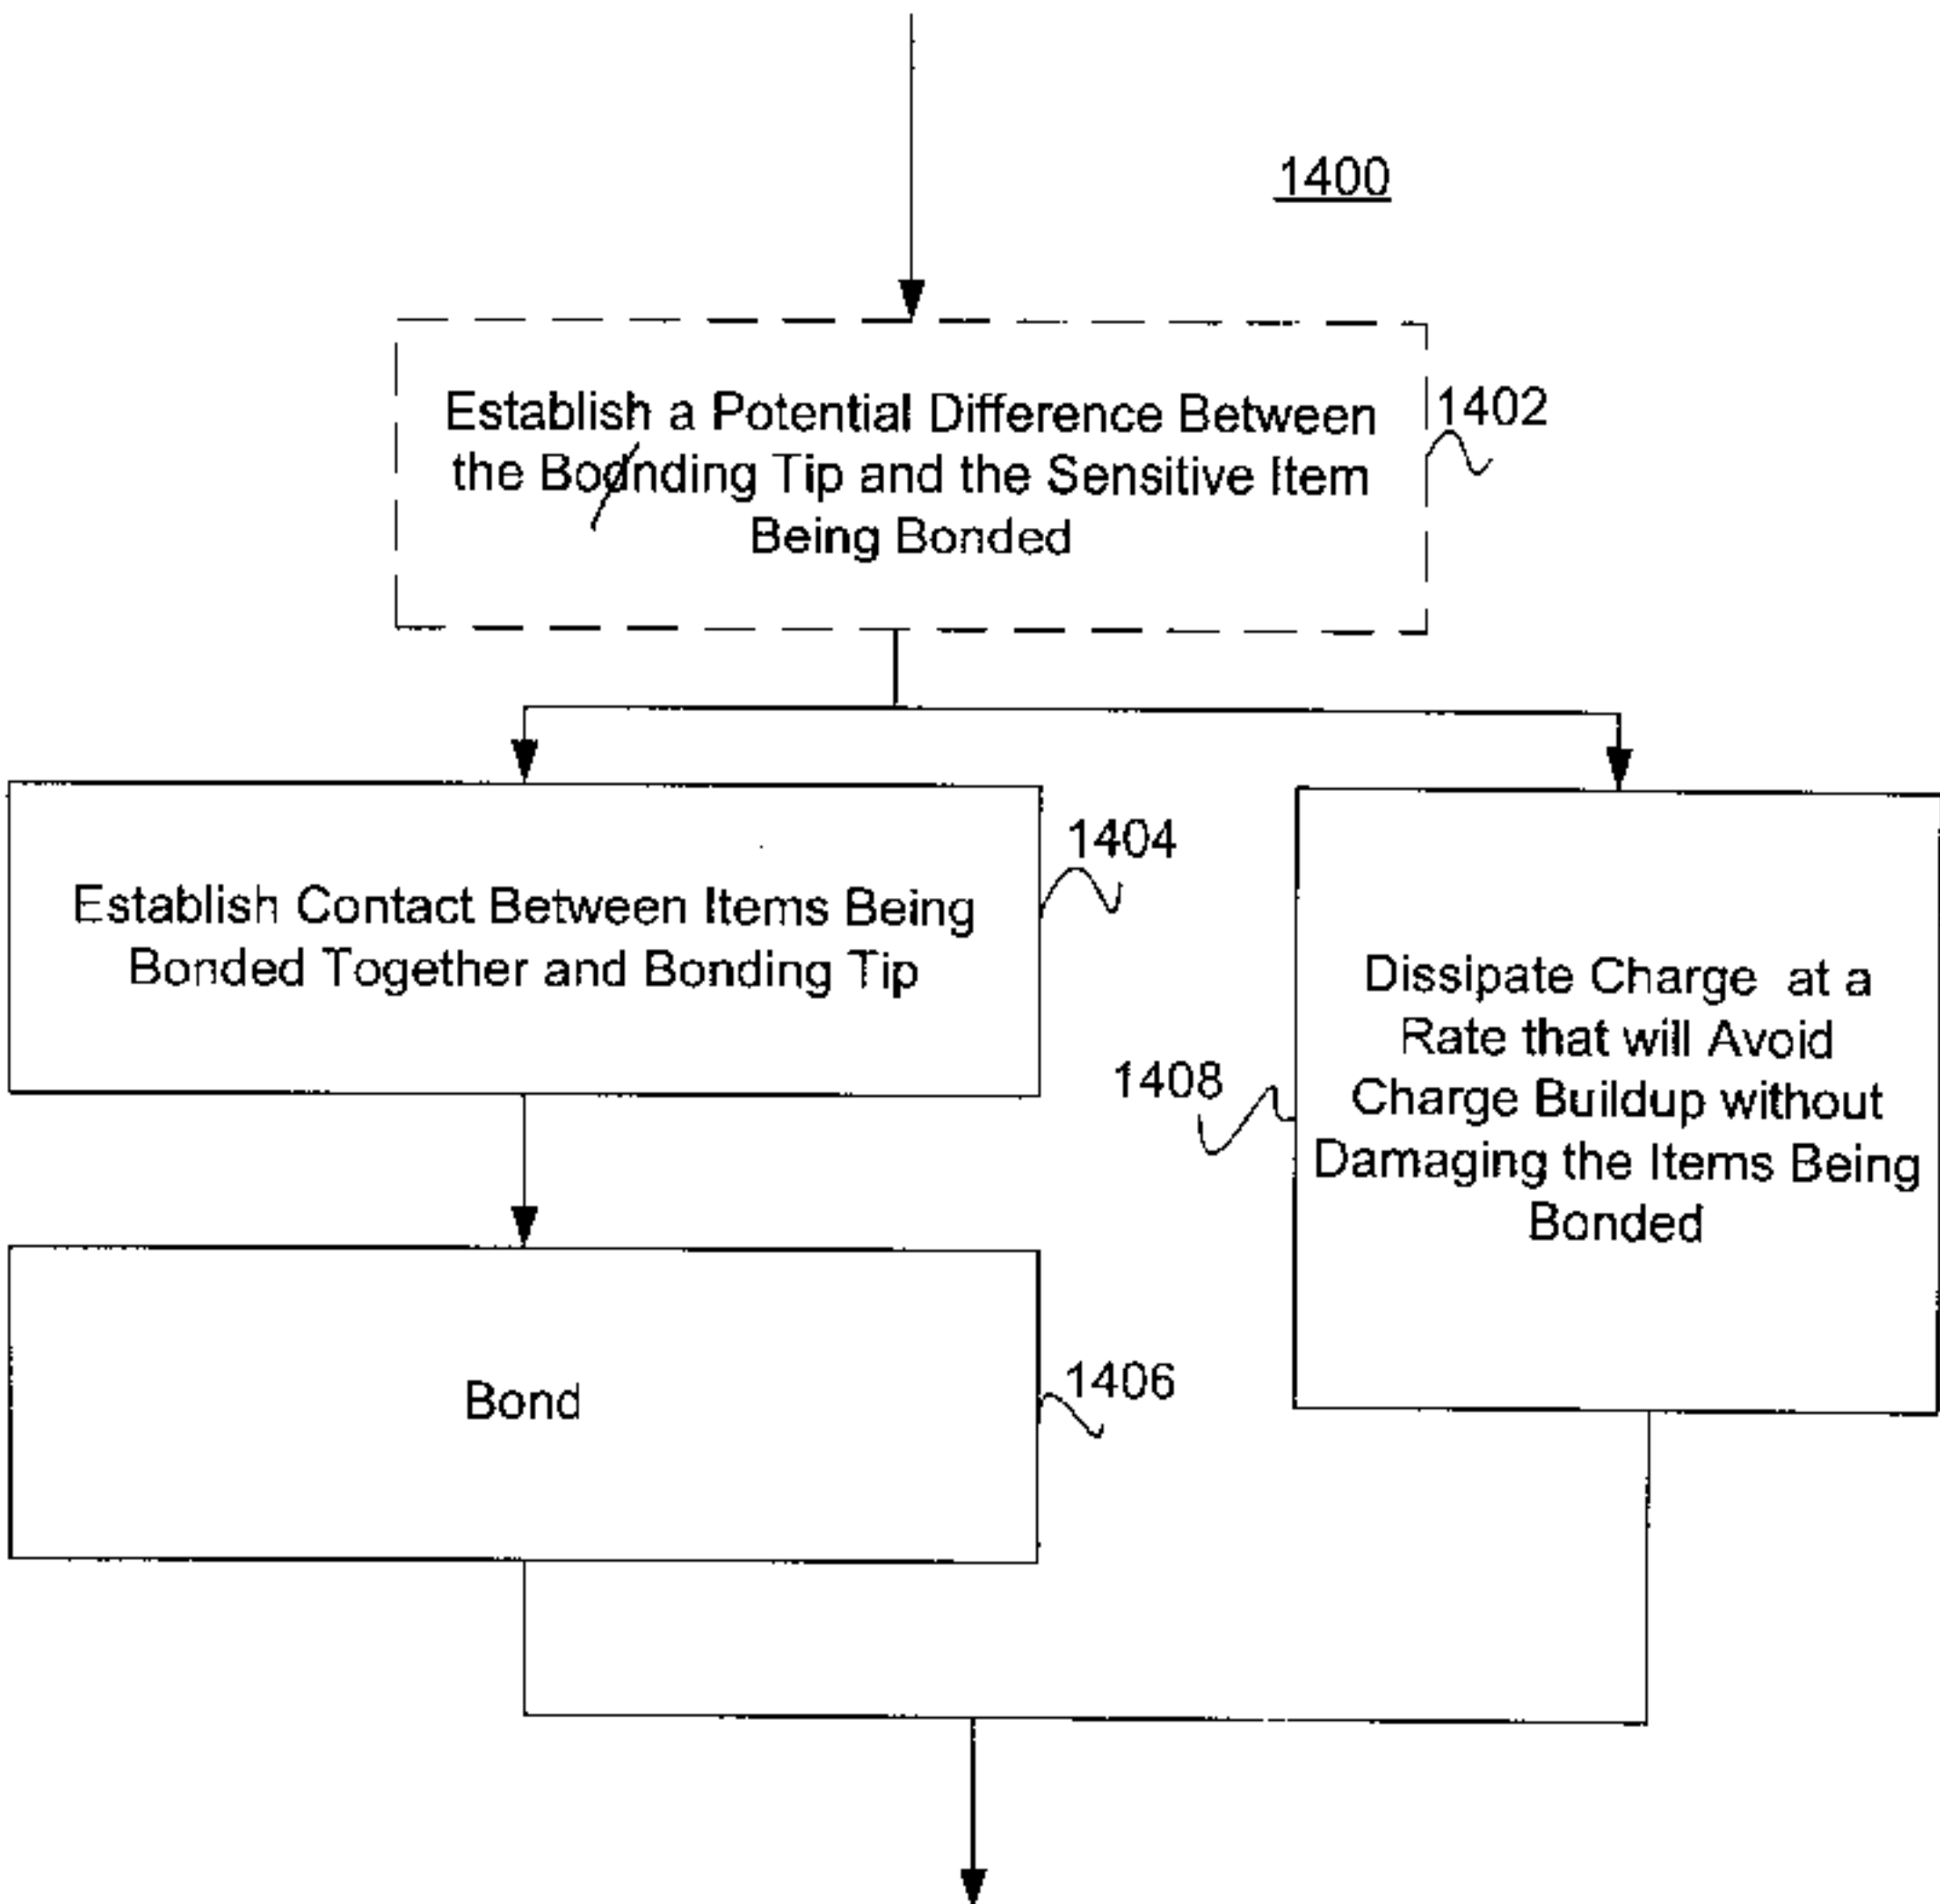 1400
Establish a Potential Difference Between
the Bodnding Tip and the Sensitive Item
Being Bonded
1402
Establish Contact Between Items Being
Bonded Together and Bonding Tip
1404
Dissipate Charge at a
Rate that will Avoid
Charge Buildup without
Damaging the Items Being
Bonded
1408
Bond
1406